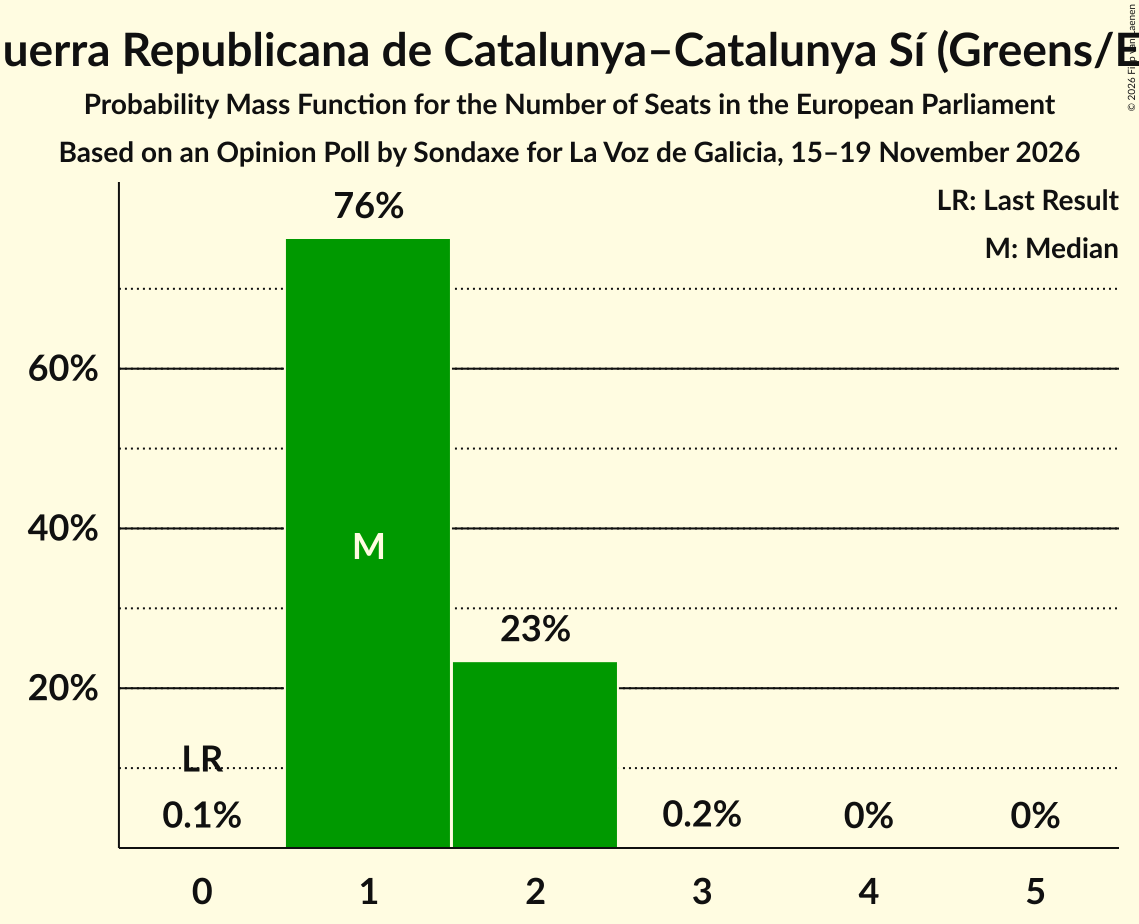 uerra Republicana de Catalunya–Catalunya Sí (Greens/E
Probability Mass Function for the Number of Seats in the European Parliament
Based on an Opinion Poll by Sondaxe for La Voz de Galicia, 15–19 November 2026
LR: Last Result
M: Median
76%
60%
40%
M
23%
20%
LR
0.1%
0.2%
0%
0%
0
1
2
3
4
5
© 2026